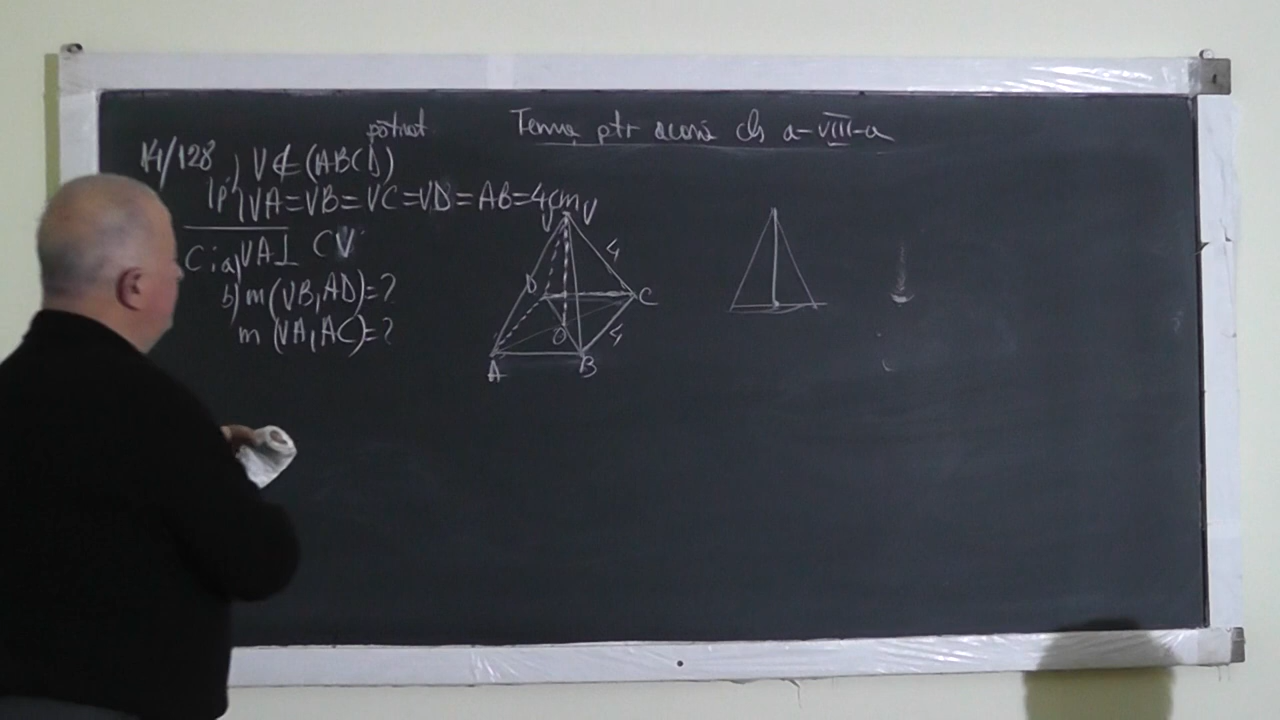 Temă ptr acasă cls a-VIII-a
pătrat
14/128 V∉(ABCD)
Ip VA=VB=VC=VD=AB=4cm
C: a) VA⊥ CV
b) m(VB,AD)=?
m(VA,AC)=?
V
4
D
C
O
4
A
B